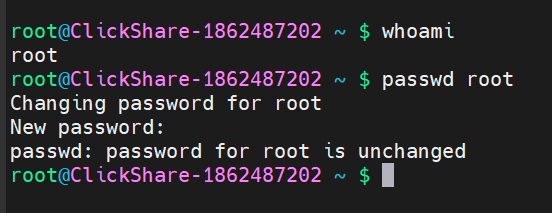 root@ClickShare-1862487202 ~ $ whoami
root
root@ClickShare-1862487202 ~ $ passwd root
Changing password for root
New password:
passwd: password for root is unchanged
root@ClickShare-1862487202 ~ $